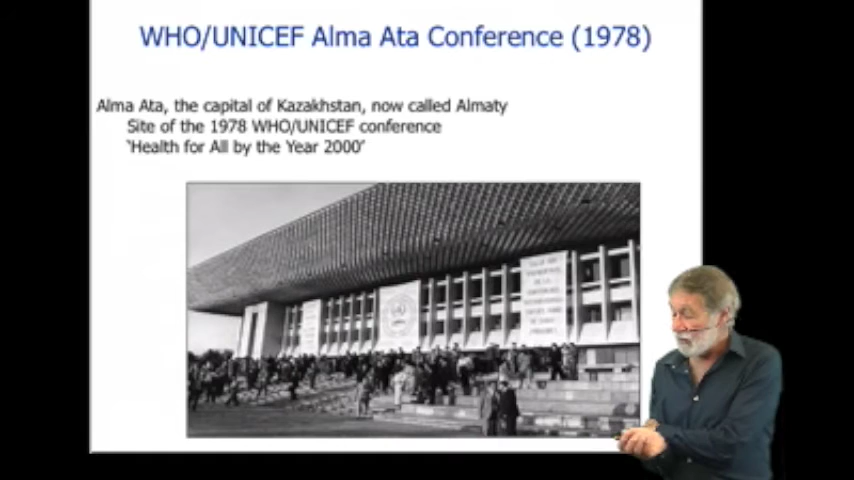 WHO/UNICEF Alma Ata Conference (1978)
Alma Ata, the capital of Kazakhstan, now called Almaty
Site of the 1978 WHO/UNICEF conference
'Health for All by the Year 2000'